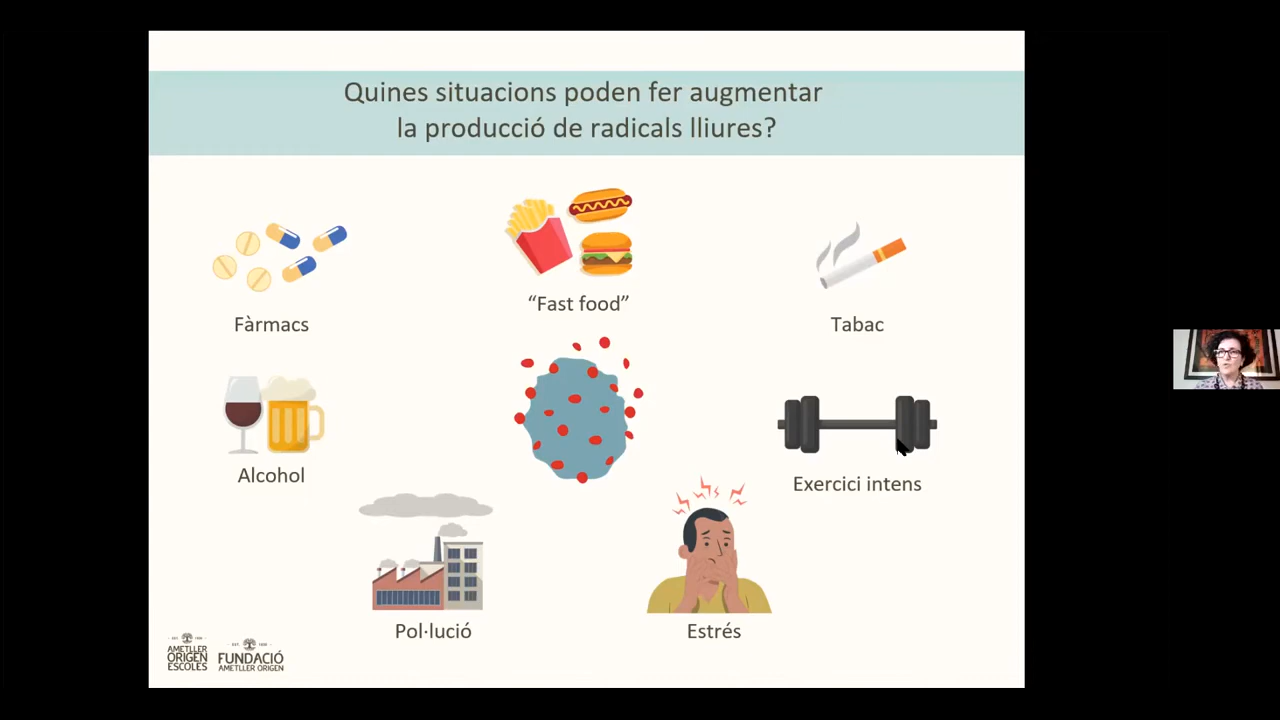 Quines situacions poden fer augmentar
la producció de radicals lliures?
Fàrmacs
“Fast food”
Tabac
Alcohol
Exercici intens
Pol·lució
Estrés
AMETLLER
ORIGEN
ESCOLES
FUNDACIÓ
AMETLLER ORIGEN